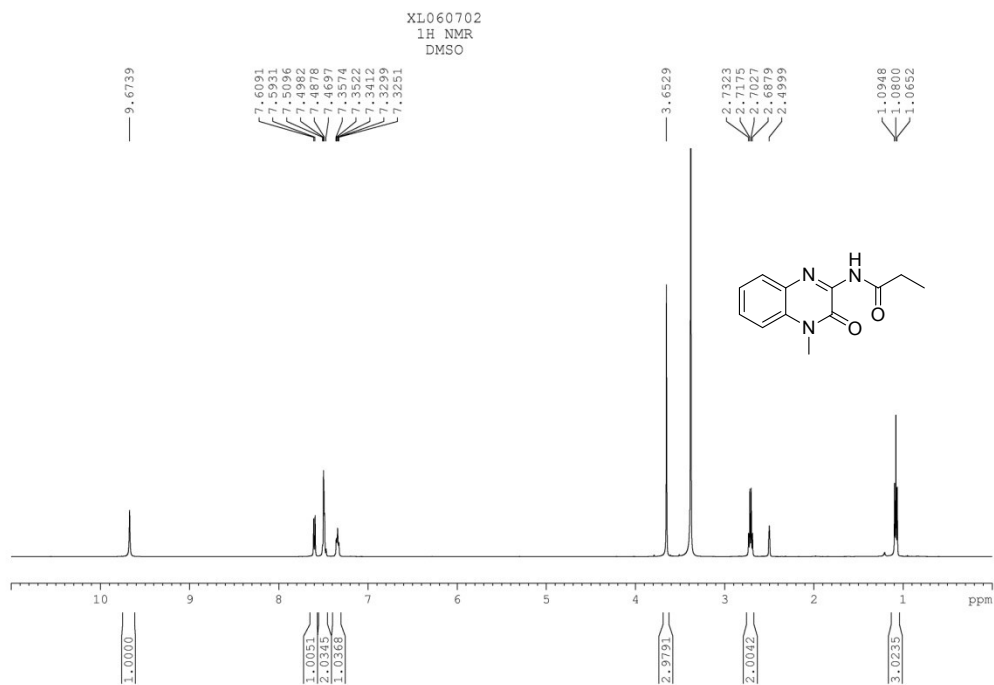 XL060702
1H NMR
DMSO
9.6739
7.6091
7.5931
7.5096
7.4982
7.4878
7.4697
7.3574
7.3522
7.3412
7.3299
7.3251
3.6529
2.7323
2.7175
2.7027
2.6879
2.4999
1.0948
1.0800
1.0652
H
N
N
O
N
O
10 9 8 7 6 5 4 3 2 1 ppm
1.0000
1.0051
2.0345
1.0368
2.9791
2.0042
3.0235